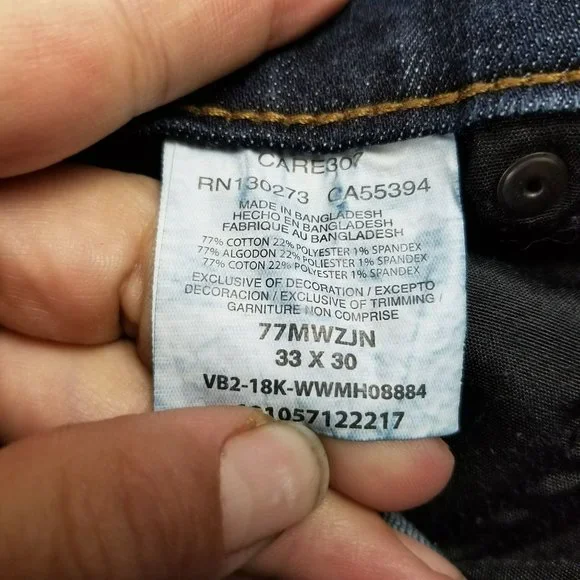 CARE307
RN130273 CA55394
MADE IN BANGLADESH
HECHO EN BANGLADESH
FABRIQUE AU BANGLADESH
77% COTTON 22% POLYESTER 1% SPANDEX
77% ALGODON 22% POLIESTER 1% SPANDEX
77% COTON 22% POLYESTER 1% SPANDEX
EXCLUSIVE OF DECORATION / EXCEPTO
DECORACION / EXCLUSIVE OF TRIMMING /
GARNITURE NON COMPRISE
77MWZJN
33 X 30
VB2-18K-WWMH08884